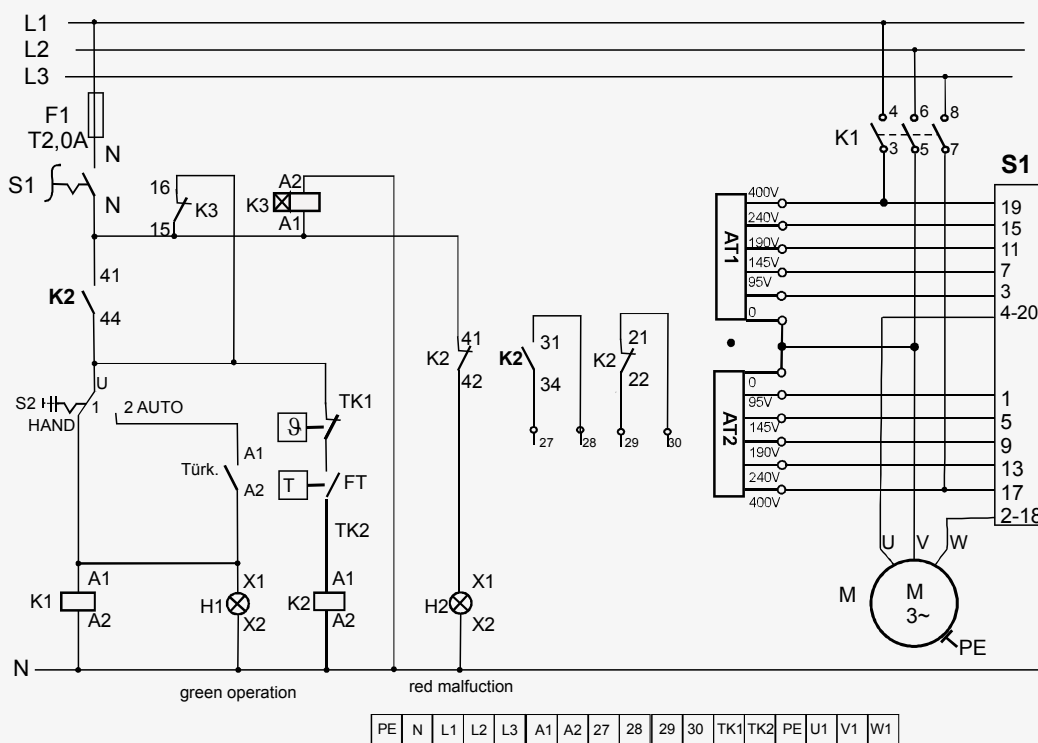 L1
L2
L3
F1
T2,0A
N
S1
N
16
K3
15
A2
K3
A1
41
K2
44
U
S2
1
2 AUTO
HAND
A1
Türk.
A2
TK1
ϑ
T
FT
TK2
41
K2
42
K2
31
34
27
28
K2
21
22
29
30
A1
K1
A2
X1
H1
X2
A1
K2
A2
X1
H2
X2
N
green operation
red malfuction
4
6
8
K1
3
5
7
S1
AT1
400V
240V
190V
145V
95V
0
19
15
11
7
3
4-20
AT2
0
95V
145V
190V
240V
400V
1
5
9
13
17
2-18
U
V
W
M
M
3~
PE
PE N L1 L2 L3 A1 A2 27 28 29 30 TK1 TK2 PE U1 V1 W1